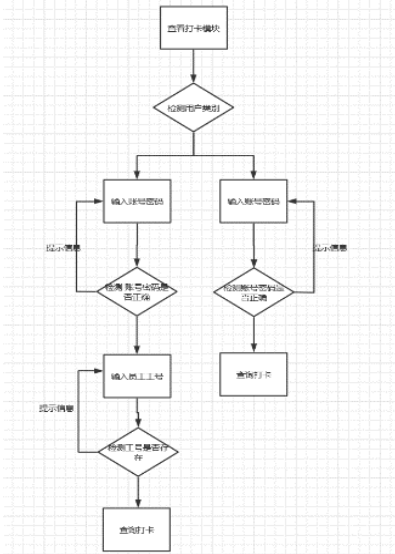 查看打卡模块
检测用户类别
输入账号密码
输入账号密码
提示信息
提示信息
检测 账号密码是
否正确
检测账号密码是
否正确
输入员工工号
查询打卡
提示信息
检测工号是否存
在
查询打卡